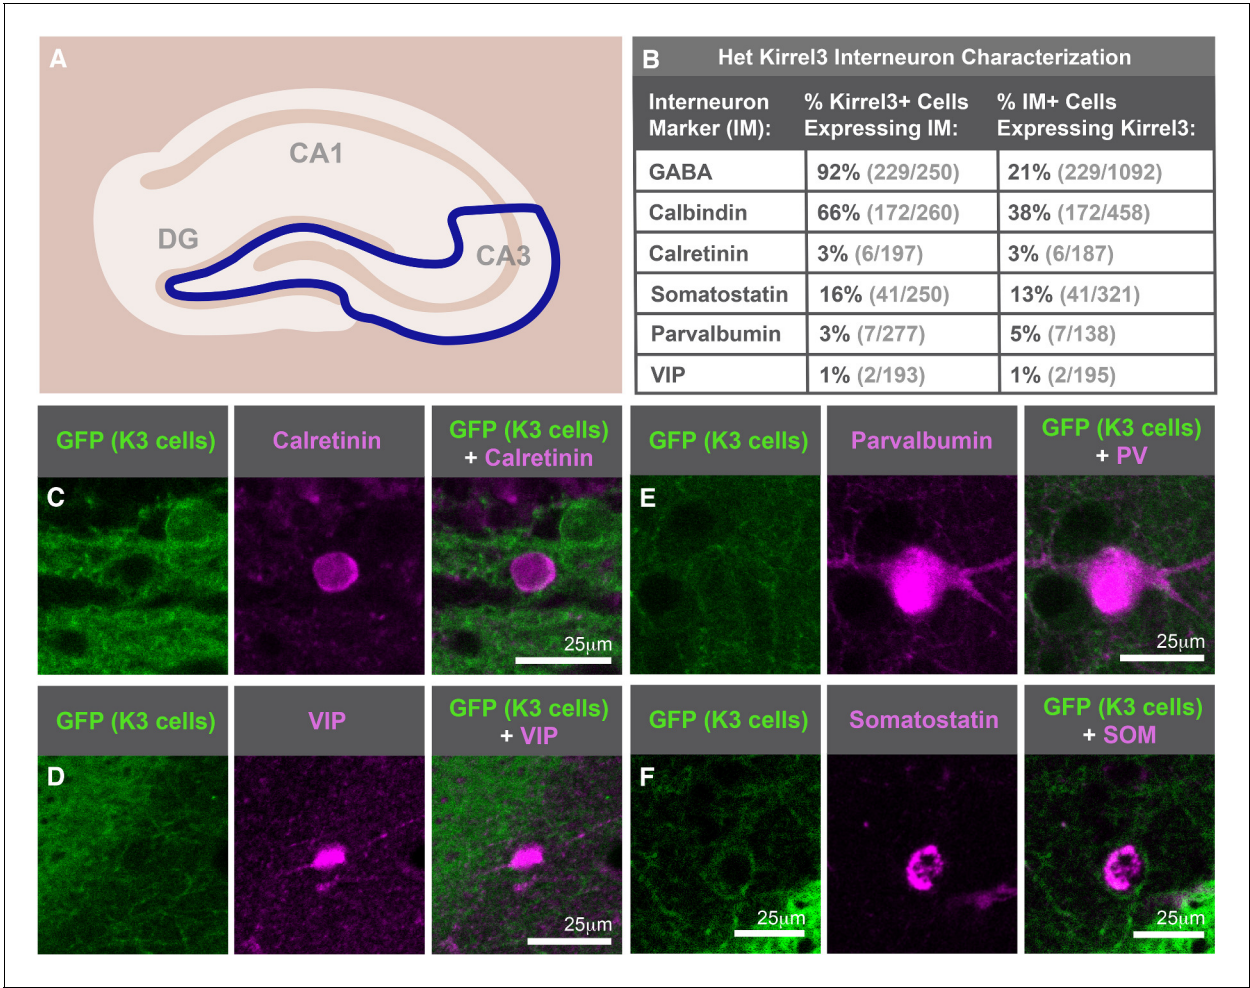 A
CA1
DG
CA3
B Het Kirrel3 Interneuron Characterization
Interneuron Marker (IM): % Kirrel3+ Cells Expressing IM: % IM+ Cells Expressing Kirrel3:
GABA 92% (229/250) 21% (229/1092)
Calbindin 66% (172/260) 38% (172/458)
Calretinin 3% (6/197) 3% (6/187)
Somatostatin 16% (41/250) 13% (41/321)
Parvalbumin 3% (7/277) 5% (7/138)
VIP 1% (2/193) 1% (2/195)
GFP (K3 cells)
Calretinin
GFP (K3 cells)
+ Calretinin
C
25μm
GFP (K3 cells)
Parvalbumin
GFP (K3 cells)
+ PV
E
25μm
GFP (K3 cells)
VIP
GFP (K3 cells)
+ VIP
D
25μm
GFP (K3 cells)
Somatostatin
GFP (K3 cells)
+ SOM
F
25μm
25μm